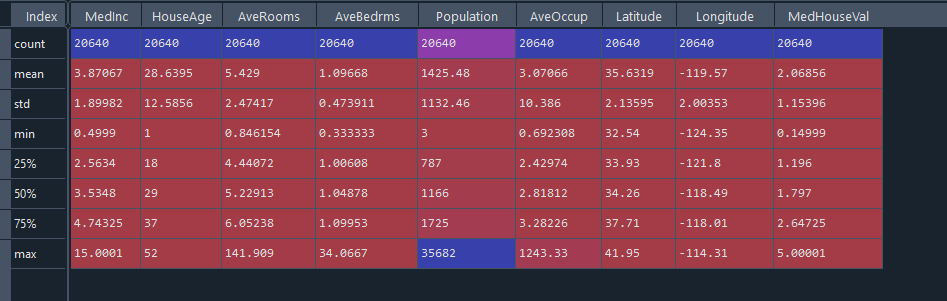 Index MedInc HouseAge AveRooms AveBedrms Population AveOccup Latitude Longitude MedHouseVal
count 20640 20640 20640 20640 20640 20640 20640 20640 20640
mean 3.87067 28.6395 5.429 1.09668 1425.48 3.07066 35.6319 -119.57 2.06856
std 1.89982 12.5856 2.47417 0.473911 1132.46 10.386 2.13595 2.00353 1.15396
min 0.4999 1 0.846154 0.333333 3 0.692308 32.54 -124.35 0.14999
25% 2.5634 18 4.44072 1.00608 787 2.42974 33.93 -121.8 1.196
50% 3.5348 29 5.22913 1.04878 1166 2.81812 34.26 -118.49 1.797
75% 4.74325 37 6.05238 1.09953 1725 3.28226 37.71 -118.01 2.64725
max 15.0001 52 141.909 34.0667 35682 1243.33 41.95 -114.31 5.00001